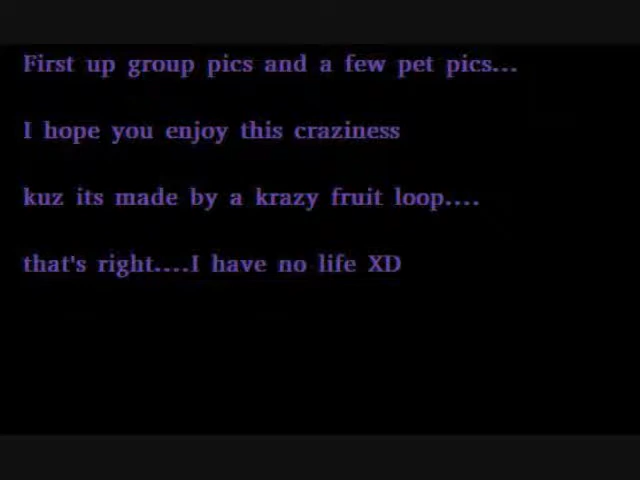 First up group pics and a few pet pics...
I hope you enjoy this craziness
kuz its made by a krazy fruit loop....
that's right....I have no life XD